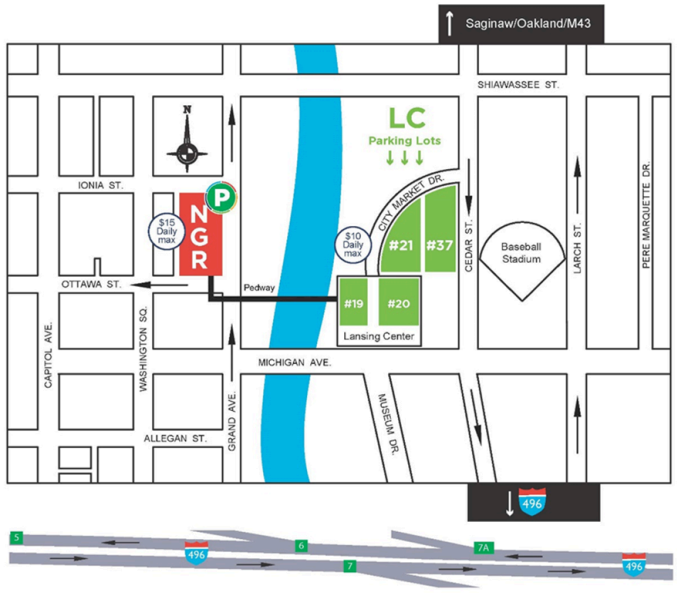 Saginaw/Oakland/M43
SHIAWASSEE ST.
LC
Parking Lots
N
IONIA ST.
P
NGR
$15
Daily
max
CITY MARKET DR.
$10
Daily
max
#21
#37
CEDAR ST.
Baseball
Stadium
LARCH ST.
PERE MARQUETTE DR.
OTTAWA ST.
Pedway
#19
#20
Lansing Center
CAPITOL AVE.
WASHINGTON SQ.
GRAND AVE.
MICHIGAN AVE.
MUSEUM DR.
ALLEGAN ST.
496
5
496
6
7
7A
496